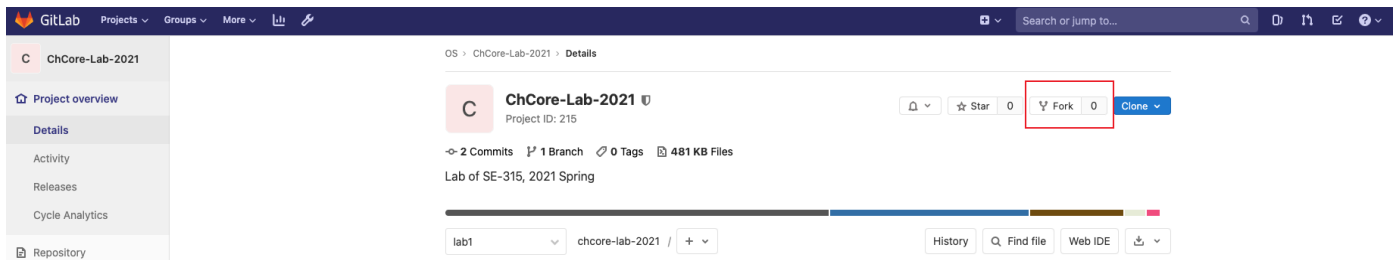 GitLab Projects Groups More Search or jump to...
C ChCore-Lab-2021
OS > ChCore-Lab-2021 > Details
Project overview
C
ChCore-Lab-2021
Project ID: 215
Star 0 Fork 0 Clone
Details
Activity
2 Commits 1 Branch 0 Tags 481 KB Files
Lab of SE-315, 2021 Spring
Releases
Cycle Analytics
Repository
lab1 chcore-lab-2021 / + History Find file Web IDE